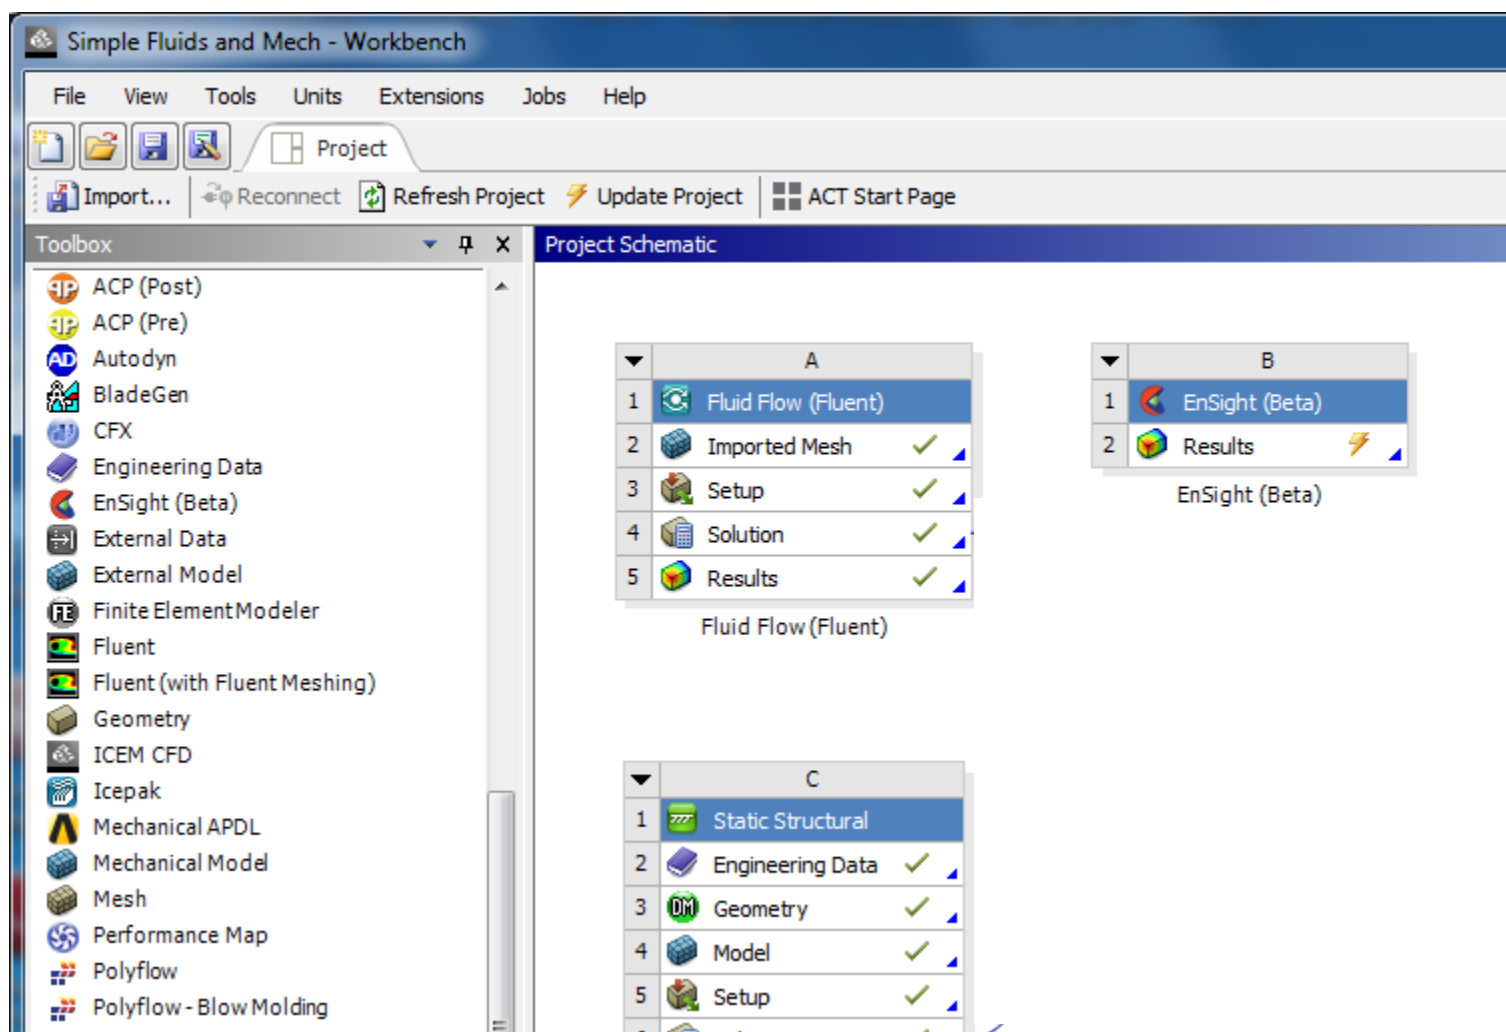 Simple Fluids and Mech - Workbench
File View Tools Units Extensions Jobs Help
Project
Import... Reconnect Refresh Project Update Project ACT Start Page
Toolbox
ACP (Post)
ACP (Pre)
AD Autodyn
BladeGen
CFX
Engineering Data
EnSight (Beta)
External Data
External Model
FE Finite Element Modeler
Fluent
Fluent (with Fluent Meshing)
Geometry
ICEM CFD
Icepak
Mechanical APDL
Mechanical Model
Mesh
Performance Map
Polyflow
Polyflow - Blow Molding
Project Schematic
A
1 Fluid Flow (Fluent)
2 Imported Mesh
3 Setup
4 Solution
5 Results
Fluid Flow (Fluent)
B
1 EnSight (Beta)
2 Results
EnSight (Beta)
C
1 Static Structural
2 Engineering Data
3 DM Geometry
4 Model
5 Setup